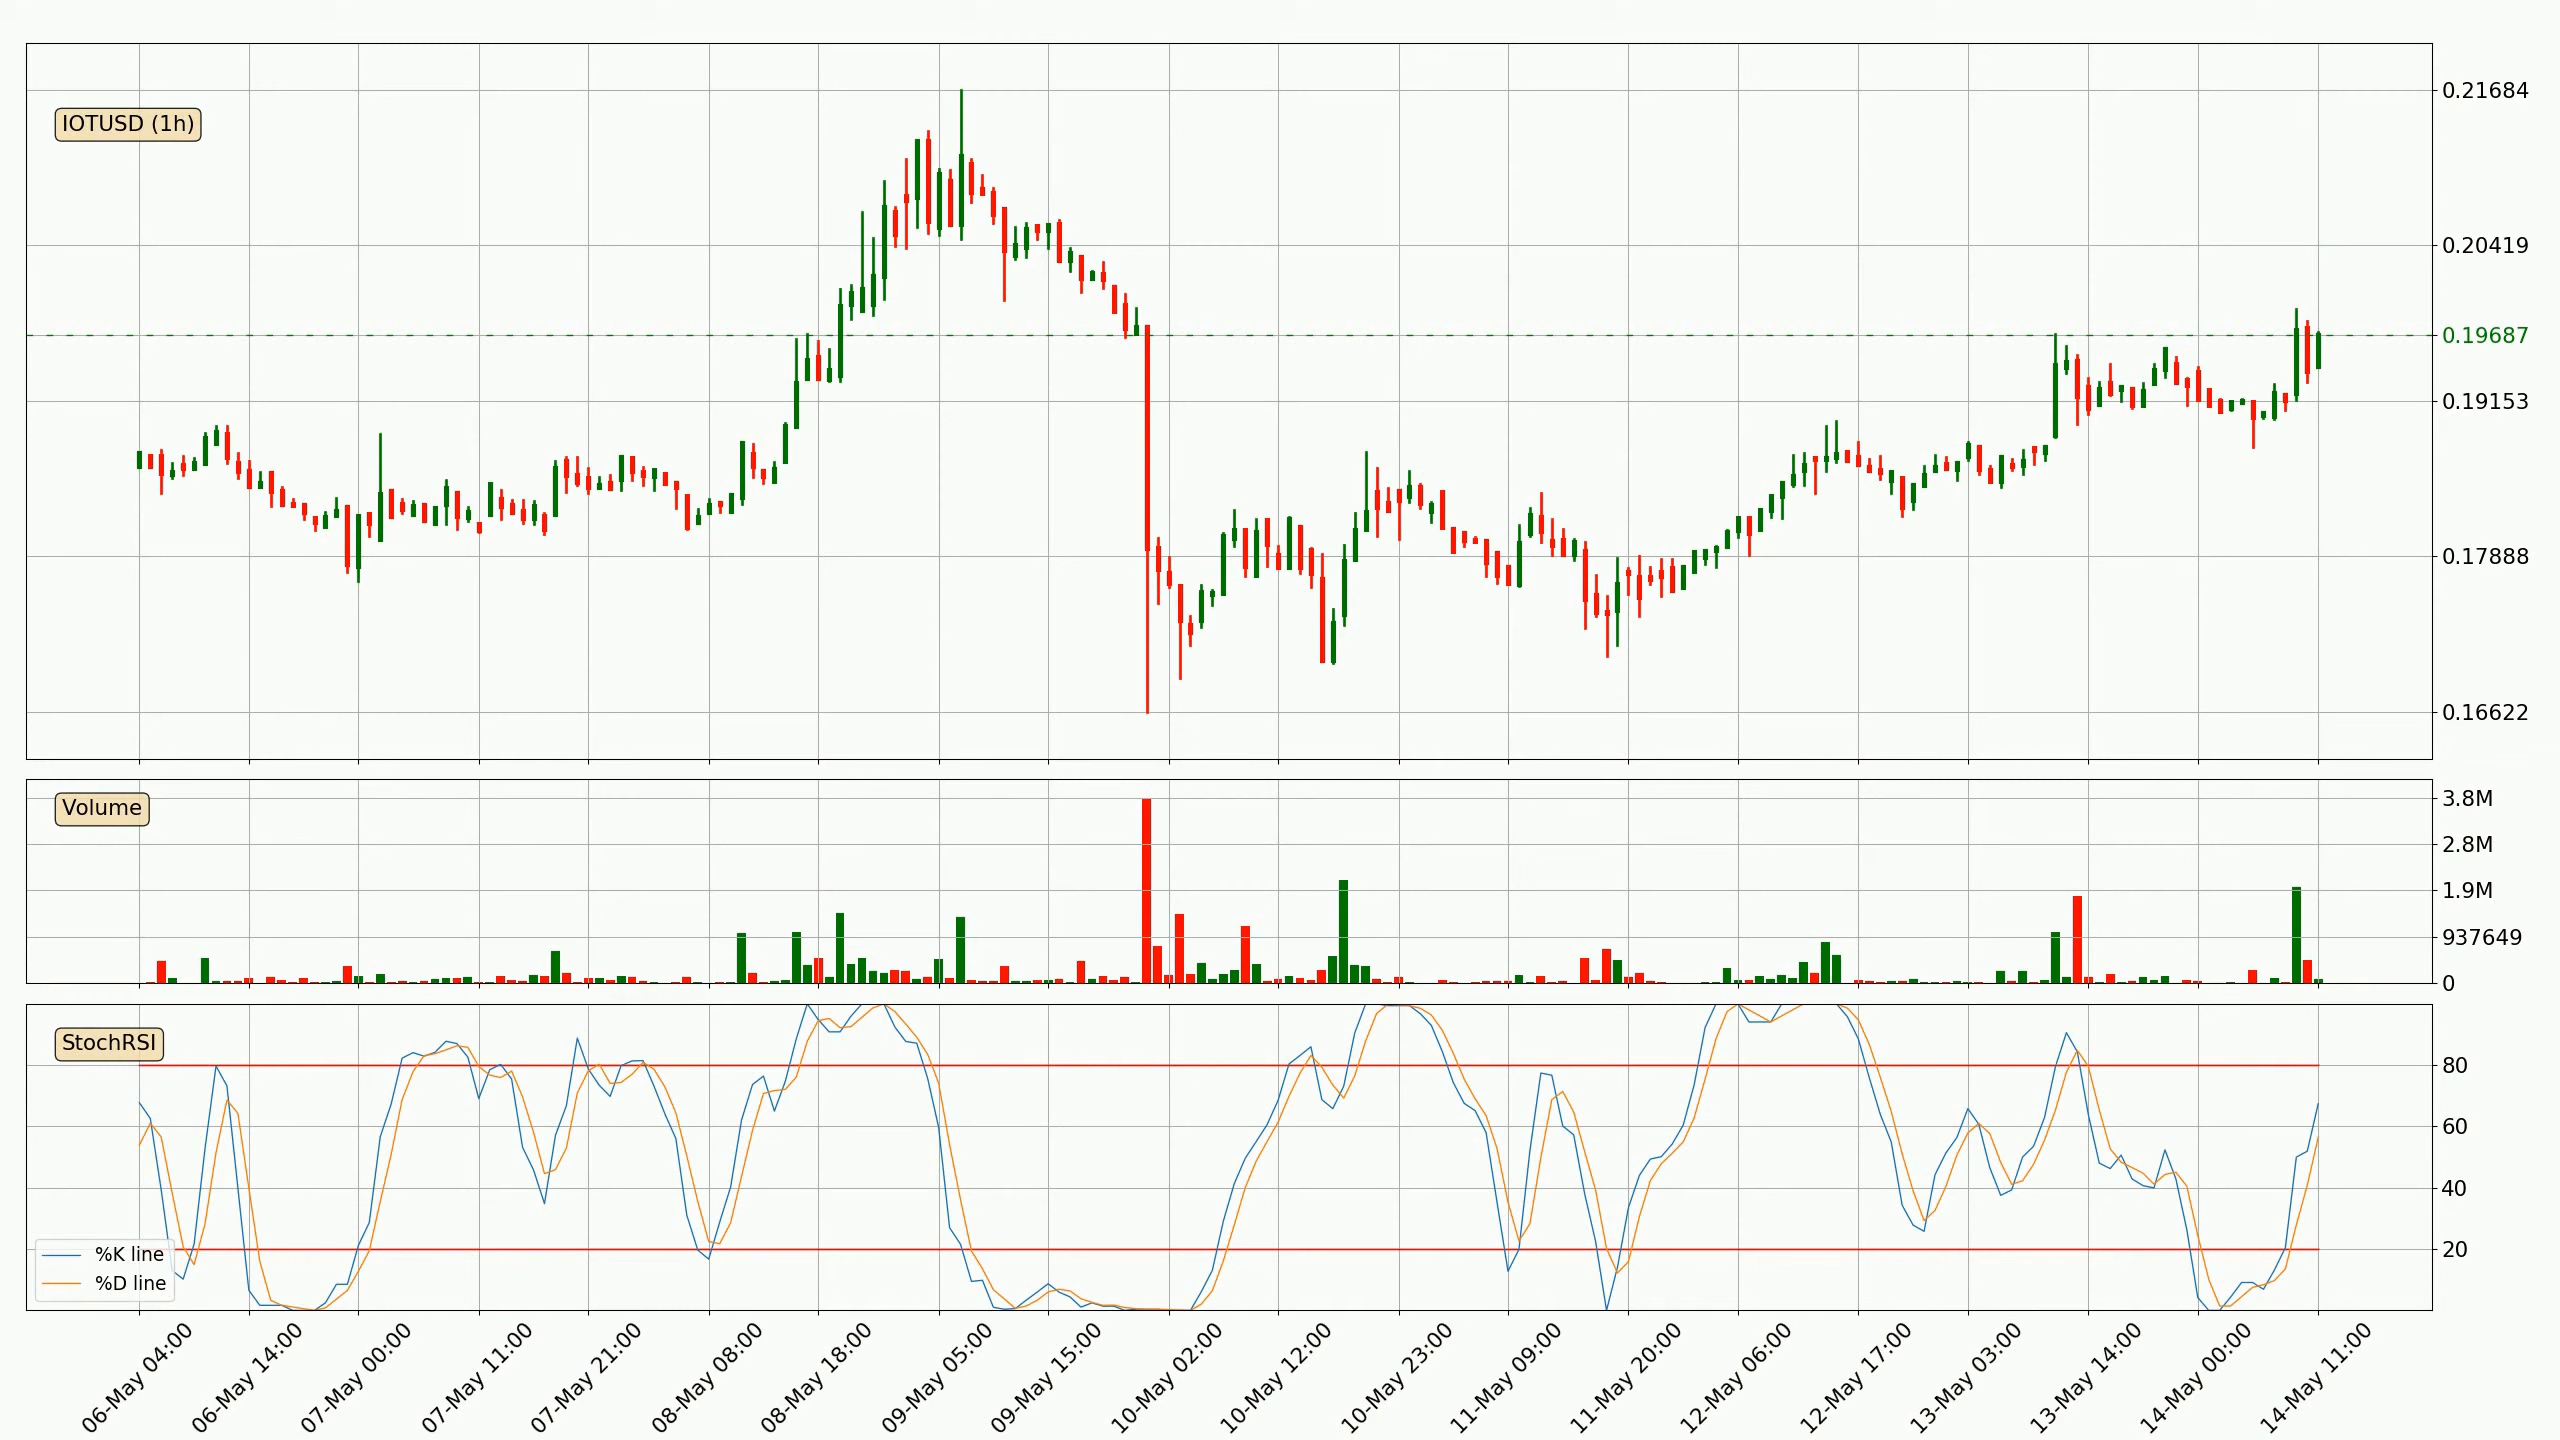 IOTUSD (1h)
0.21684
0.20419
0.19687
0.19153
0.17888
0.16622
Volume
3.8M
2.8M
1.9M
937649
0
StochRSI
80
60
40
20
%K line
%D line
06-May 04:00
06-May 14:00
07-May 00:00
07-May 11:00
07-May 21:00
08-May 08:00
08-May 18:00
09-May 05:00
09-May 15:00
10-May 02:00
10-May 12:00
10-May 23:00
11-May 09:00
11-May 20:00
12-May 06:00
12-May 17:00
13-May 03:00
13-May 14:00
14-May 00:00
14-May 11:00